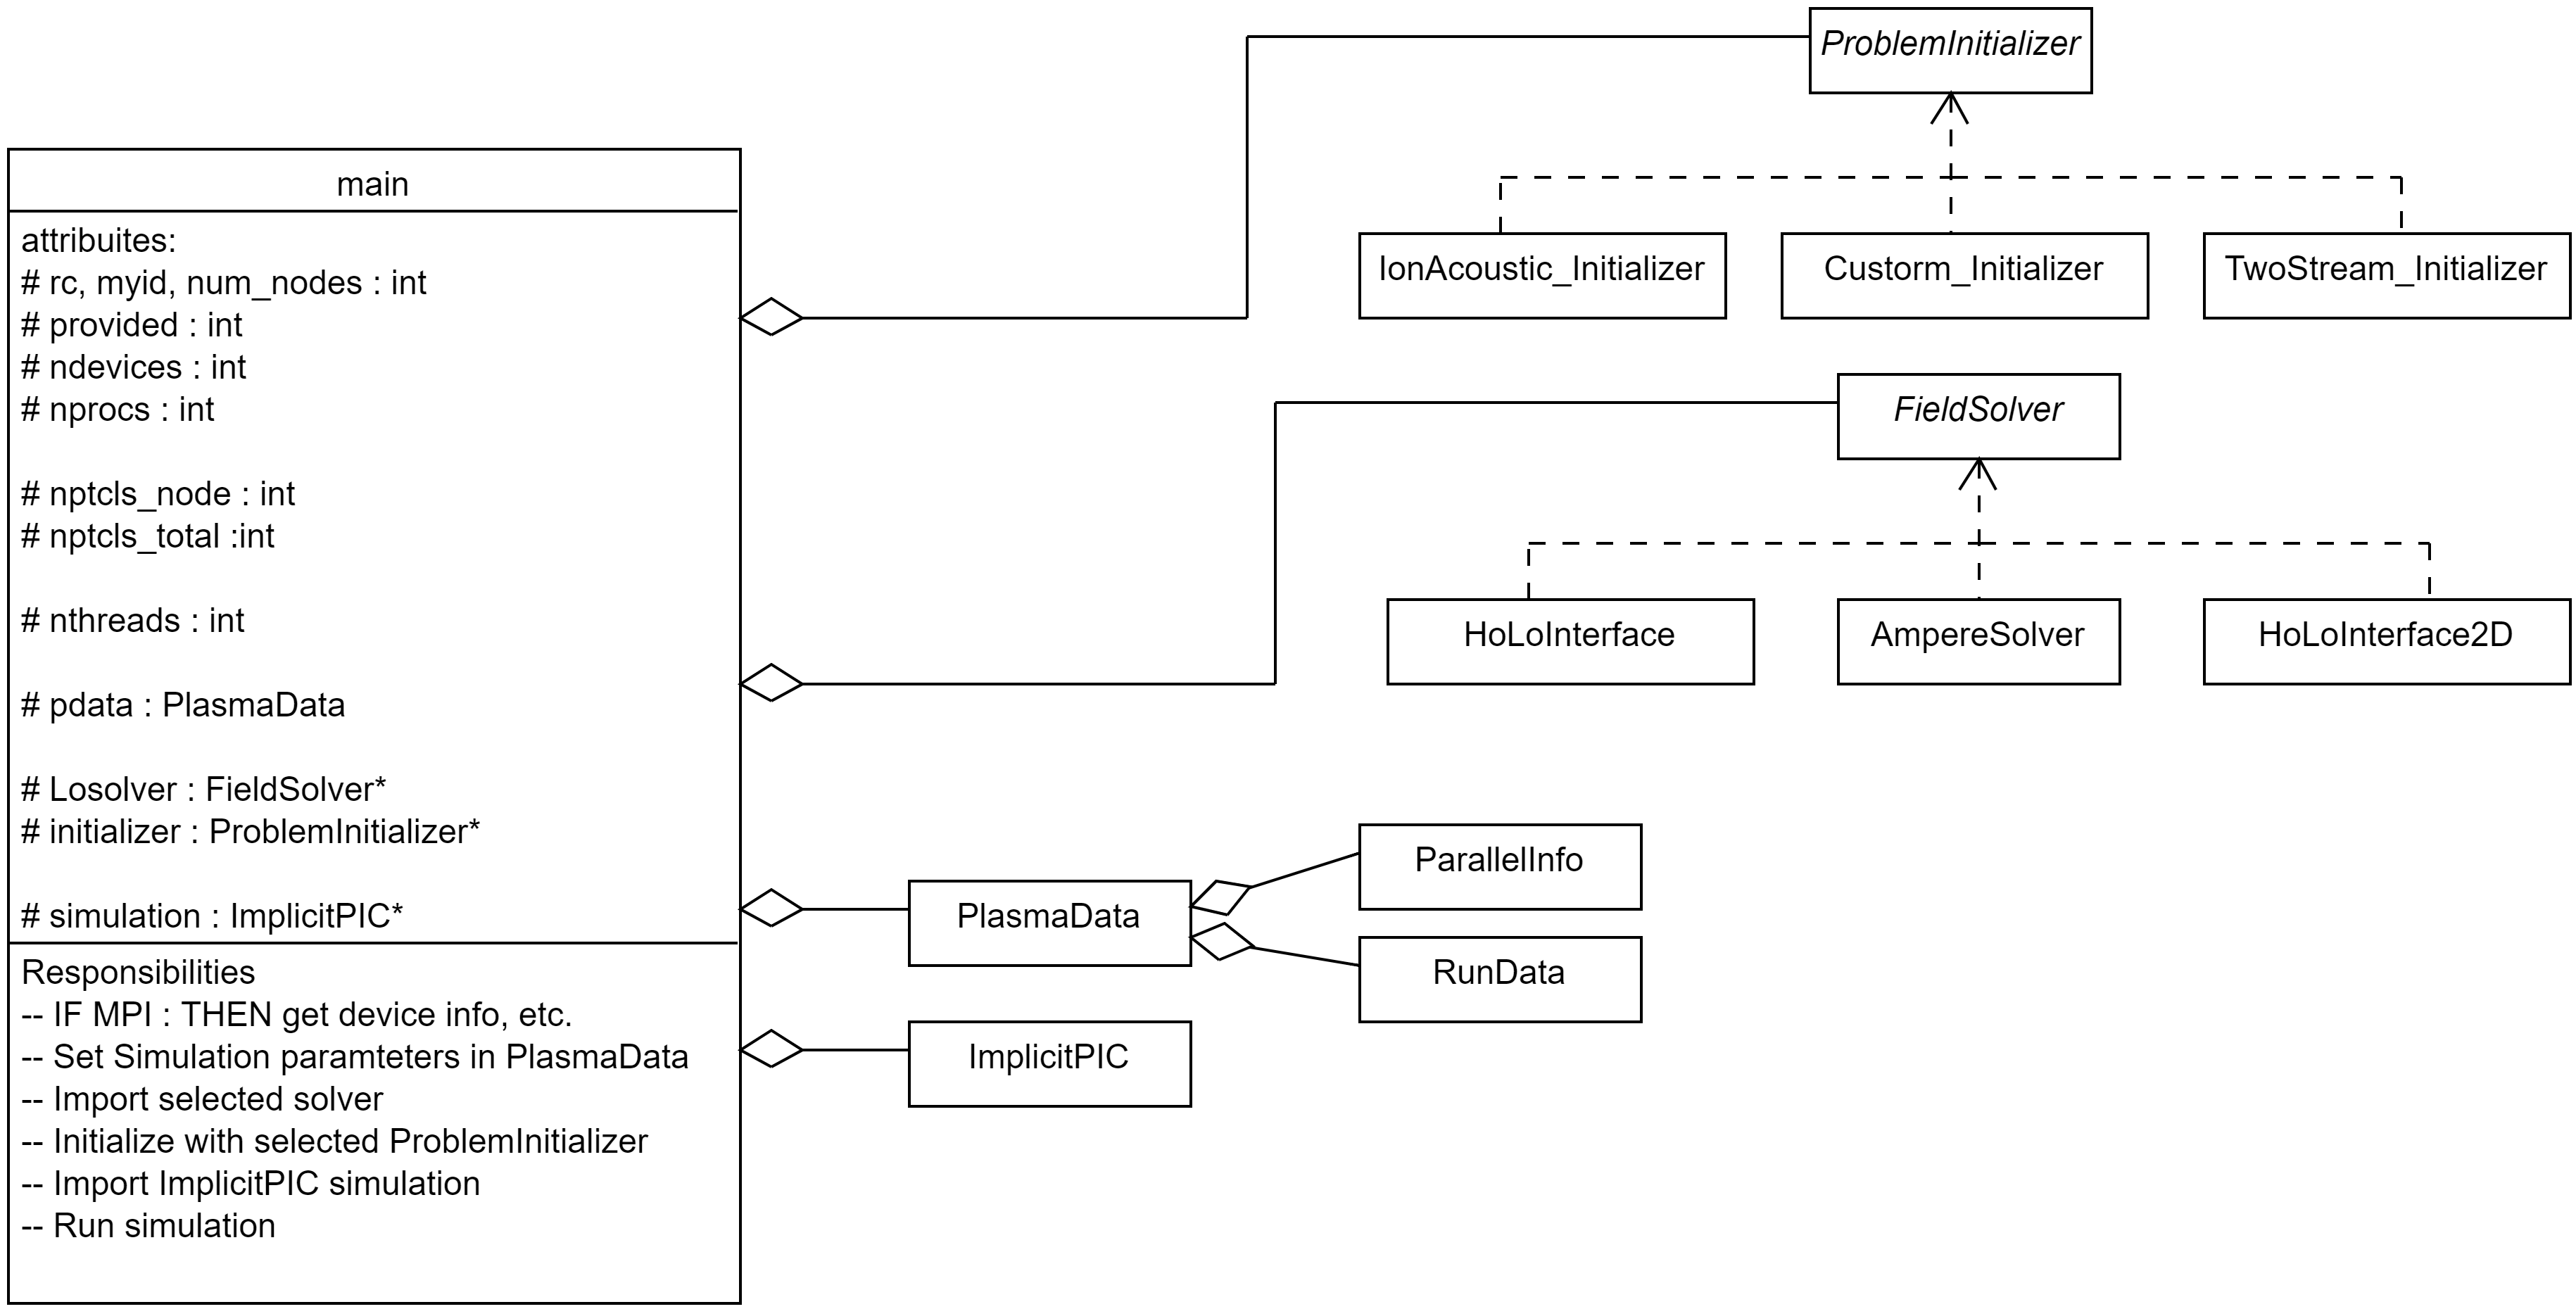 ProblemInitializer
main
attribuites:
# rc, myid, num_nodes : int
# provided : int
# ndevices : int
# nprocs : int
# nptcls_node : int
# nptcls_total :int
# nthreads : int
# pdata : PlasmaData
# Losolver : FieldSolver*
# initializer : ProblemInitializer*
# simulation : ImplicitPIC*
Responsibilities
-- IF MPI : THEN get device info, etc.
-- Set Simulation paramteters in PlasmaData
-- Import selected solver
-- Initialize with selected ProblemInitializer
-- Import ImplicitPIC simulation
-- Run simulation
IonAcoustic_Initializer
Custorm_Initializer
TwoStream_Initializer
FieldSolver
HoLoInterface
AmpereSolver
HoLoInterface2D
PlasmaData
ParallelInfo
RunData
ImplicitPIC